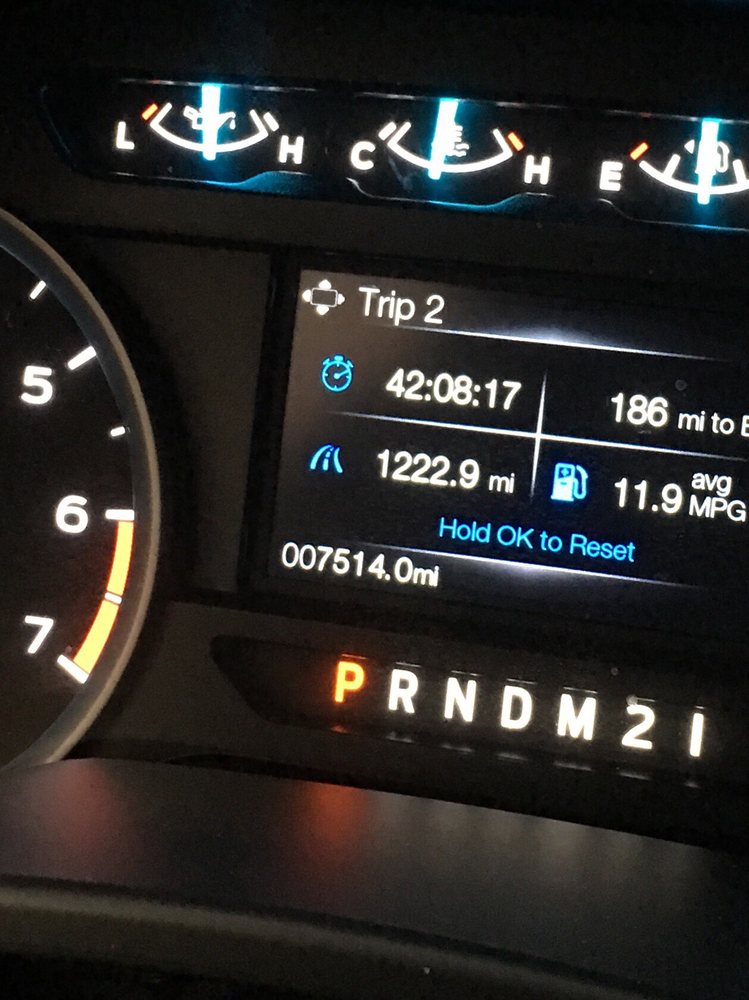 L H C H E
Trip 2
5
42:08:17 186 mi to E
6
1222.9 mi 11.9 avg MPG
Hold OK to Reset
007514.0mi
7
P R N D M 2 1